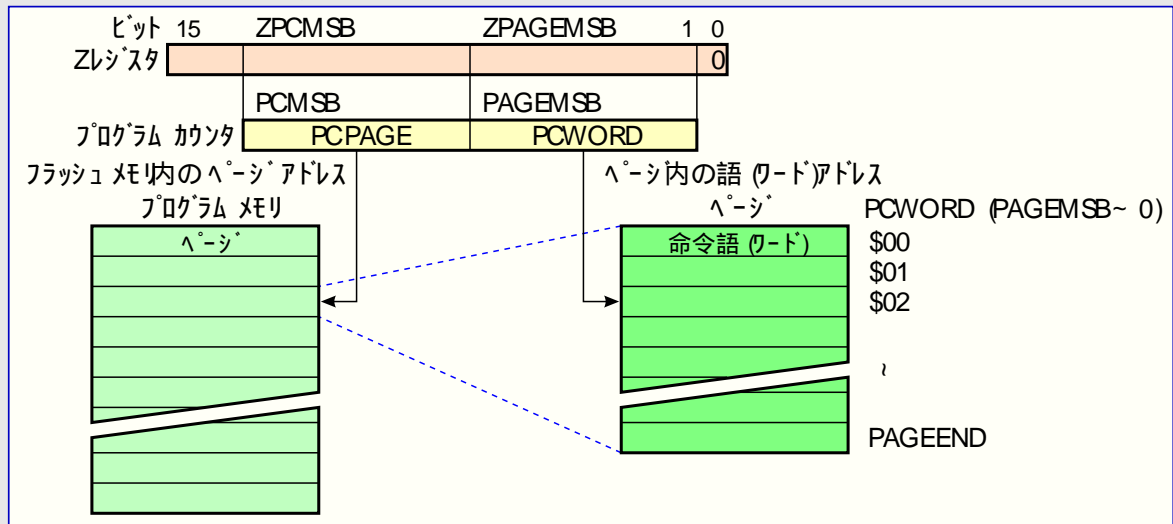 ﾋﾞｯﾄ 15 ZPCMSB ZPAGEMSB 1 0
Zﾚｼﾞｽﾀ 0
PCMSB PAGEMSB
ﾌﾟﾛｸﾞﾗﾑ ｶｳﾝﾀ PCPAGE PCWORD
ﾌﾗｯｼｭ ﾒﾓﾘ内のﾍﾟｰｼﾞ ｱﾄﾞﾚｽ ﾍﾟｰｼﾞ内の語(ﾜｰﾄﾞ)ｱﾄﾞﾚｽ
ﾌﾟﾛｸﾞﾗﾑ ﾒﾓﾘ ﾍﾟｰｼﾞ PCWORD (PAGEMSB~0)
ﾍﾟｰｼﾞ 命令語(ﾜｰﾄﾞ) $00
$01
$02
~
PAGEEND